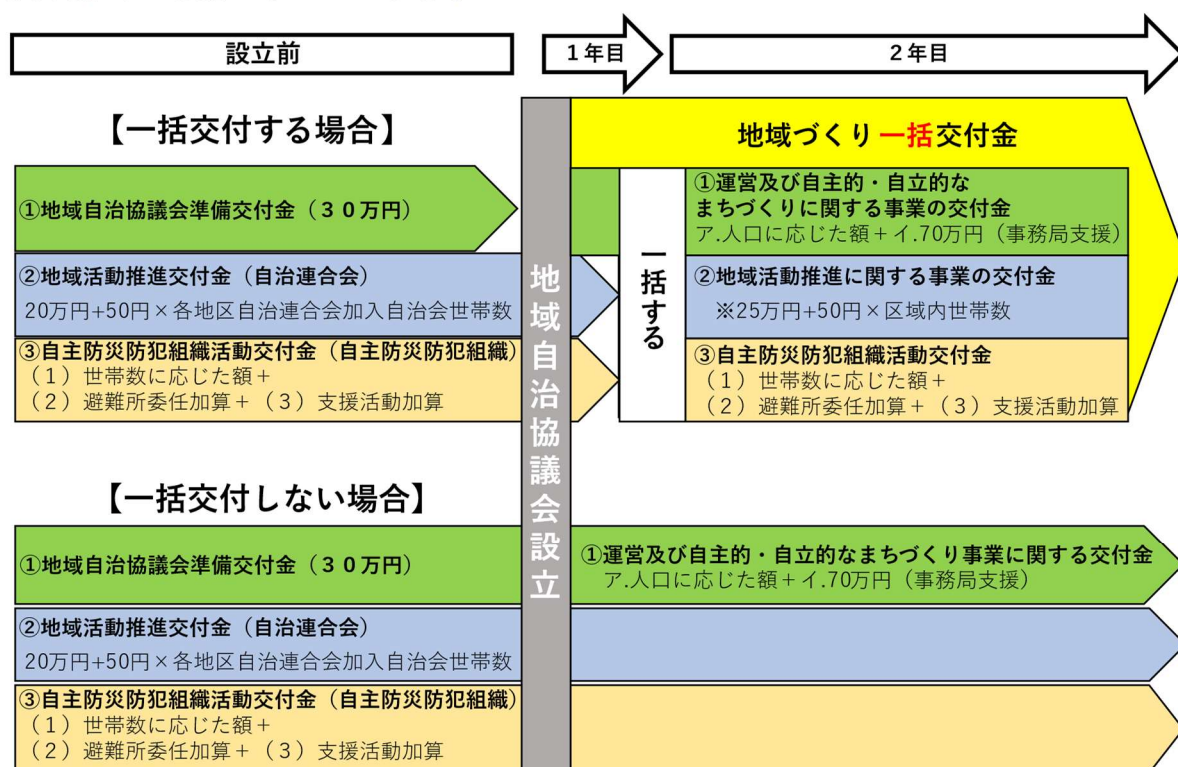 設立前
1年目
2年目
【一括交付する場合】
地域づくり一括交付金
①地域自治協議会準備交付金（３０万円）
②地域活動推進交付金（自治連合会）
20万円+50円×各地区自治連合会加入自治会世帯数
③自主防災防犯組織活動交付金（自主防災防犯組織）
（１）世帯数に応じた額＋
（２）避難所委任加算＋（３）支援活動加算
地域自治協議会設立
一括する
①運営及び自主的・自立的な
まちづくりに関する事業の交付金
ア.人口に応じた額＋イ.70万円（事務局支援）
②地域活動推進に関する事業の交付金
※25万円+50円×区域内世帯数
③自主防災防犯組織活動交付金
（１）世帯数に応じた額＋
（２）避難所委任加算＋（３）支援活動加算
【一括交付しない場合】
①地域自治協議会準備交付金（３０万円）
①運営及び自主的・自立的なまちづくり事業に関する交付金
ア.人口に応じた額＋イ.70万円（事務局支援）
②地域活動推進交付金（自治連合会）
20万円+50円×各地区自治連合会加入自治会世帯数
③自主防災防犯組織活動交付金（自主防災防犯組織）
（１）世帯数に応じた額＋
（２）避難所委任加算＋（３）支援活動加算